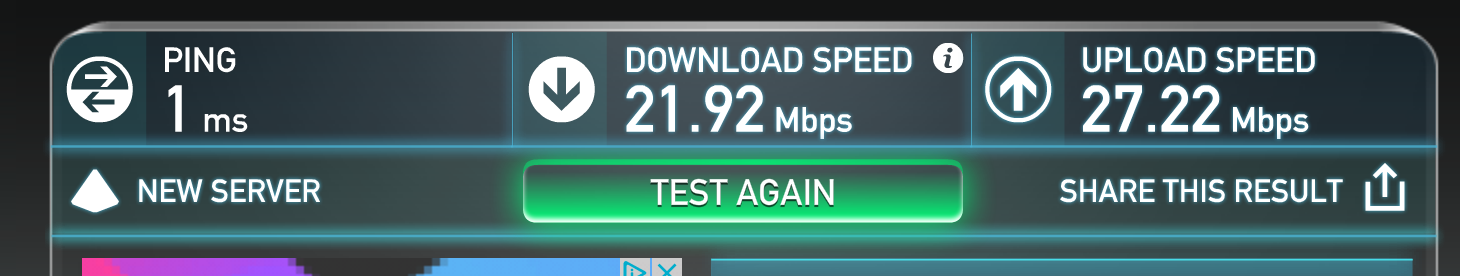 PING
1 ms
DOWNLOAD SPEED
21.92 Mbps
UPLOAD SPEED
27.22 Mbps
NEW SERVER
TEST AGAIN
SHARE THIS RESULT